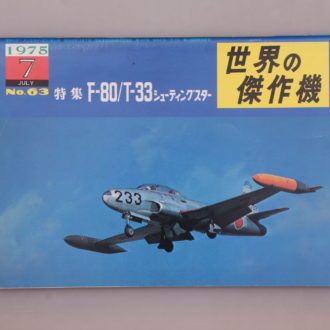 1975
7
JULY
No.63
特集 F-80/T-33シューティングスター
世界の
傑作機
233